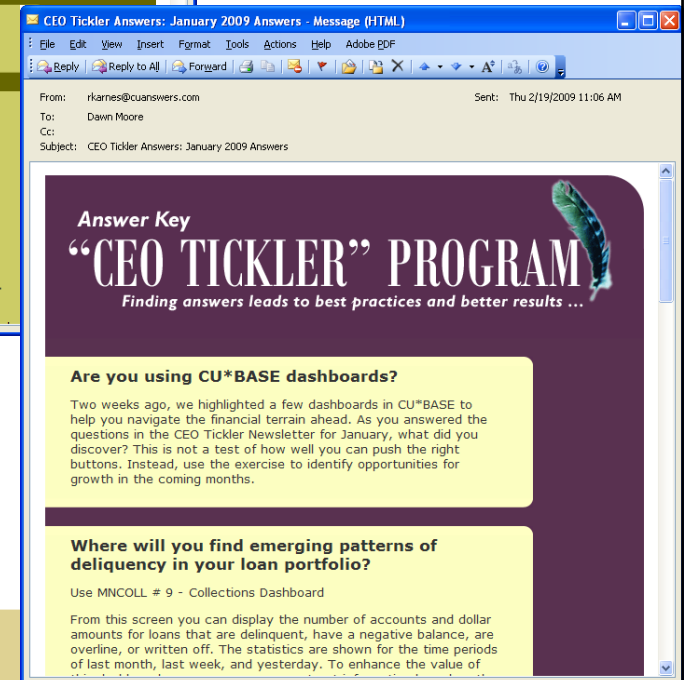 CEO Tickler Answers: January 2009 Answers - Message (HTML)
File Edit View Insert Format Tools Actions Help Adobe PDF
Reply Reply to All Forward
From: rkarnes@cuanswers.com Sent: Thu 2/19/2009 11:06 AM
To: Dawn Moore
Cc:
Subject: CEO Tickler Answers: January 2009 Answers
Answer Key
“CEO TICKLER” PROGRAM
Finding answers leads to best practices and better results ...
Are you using CU*BASE dashboards?
Two weeks ago, we highlighted a few dashboards in CU*BASE to
help you navigate the financial terrain ahead. As you answered the
questions in the CEO Tickler Newsletter for January, what did you
discover? This is not a test of how well you can push the right
buttons. Instead, use the exercise to identify opportunities for
growth in the coming months.
Where will you find emerging patterns of
deliquency in your loan portfolio?
Use MNCOLL # 9 - Collections Dashboard
From this screen you can display the number of accounts and dollar
amounts for loans that are delinquent, have a negative balance, are
overline, or written off. The statistics are shown for the time periods
of last month, last week, and yesterday. To enhance the value of